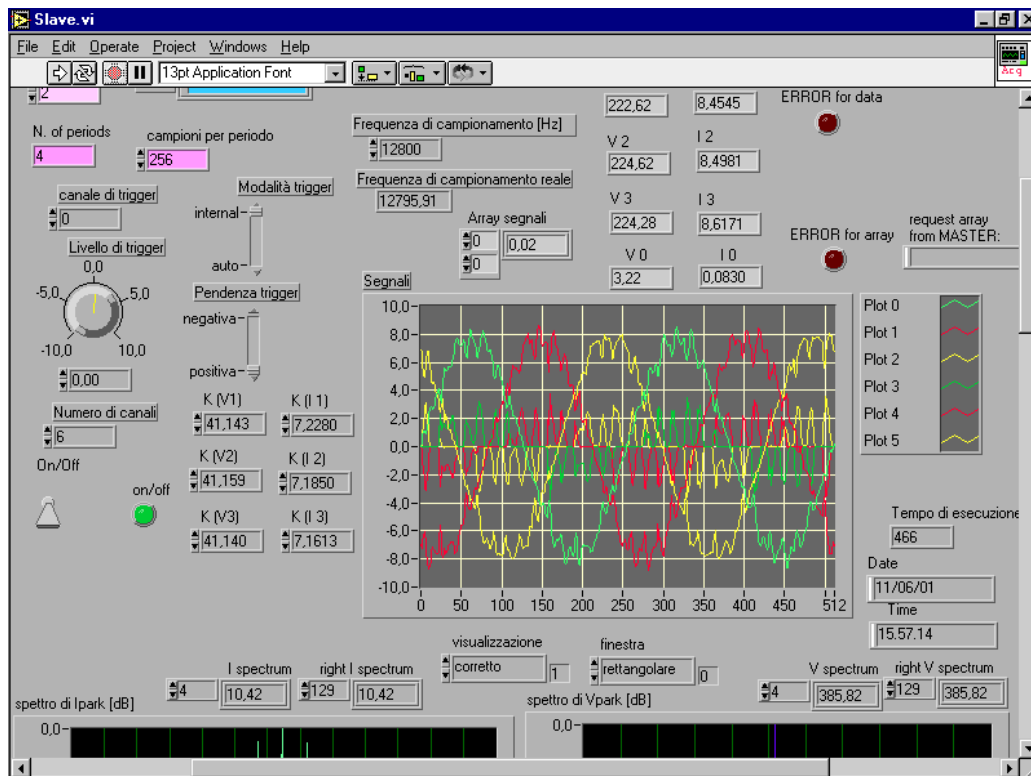 Slave.vi
File Edit Operate Project Windows Help
13pt Application Font
Acq
2
N. of periods
4
campioni per periodo
256
canale di trigger
0
Livello di trigger
0,0
-5,0 5,0
-10,0 10,0
0,00
Numero di canali
6
On/Off
on/off
Modalità trigger
internal
auto
Pendenza trigger
negativa
positiva
K (V1) K (I 1)
41,143 7,2280
K (V2) K (I 2)
41,159 7,1850
K (V3) K (I 3)
41,140 7,1613
Frequenza di campionamento [Hz]
12800
Frequenza di campionamento reale
12795,91
Array segnali
0
0
0,02
222,62 8,4545
V 2 I 2
224,62 8,4981
V 3 I 3
224,28 8,6171
V 0 I 0
3,22 0,0830
ERROR for data
ERROR for array
request array
from MASTER:
Segnali
10,0
8,0
6,0
4,0
2,0
0,0
-2,0
-4,0
-6,0
-8,0
-10,0
0 50 100 150 200 250 300 350 400 450 512
Plot 0
Plot 1
Plot 2
Plot 3
Plot 4
Plot 5
Tempo di esecuzione
466
Date
11/06/01
Time
15.57.14
visualizzazione
corretto 1
finestra
rettangolare 0
I spectrum right I spectrum
4 10,42 129 10,42
V spectrum right V spectrum
4 385,82 129 385,82
spettro di Ipark [dB]
0,0
spettro di Vpark [dB]
0,0